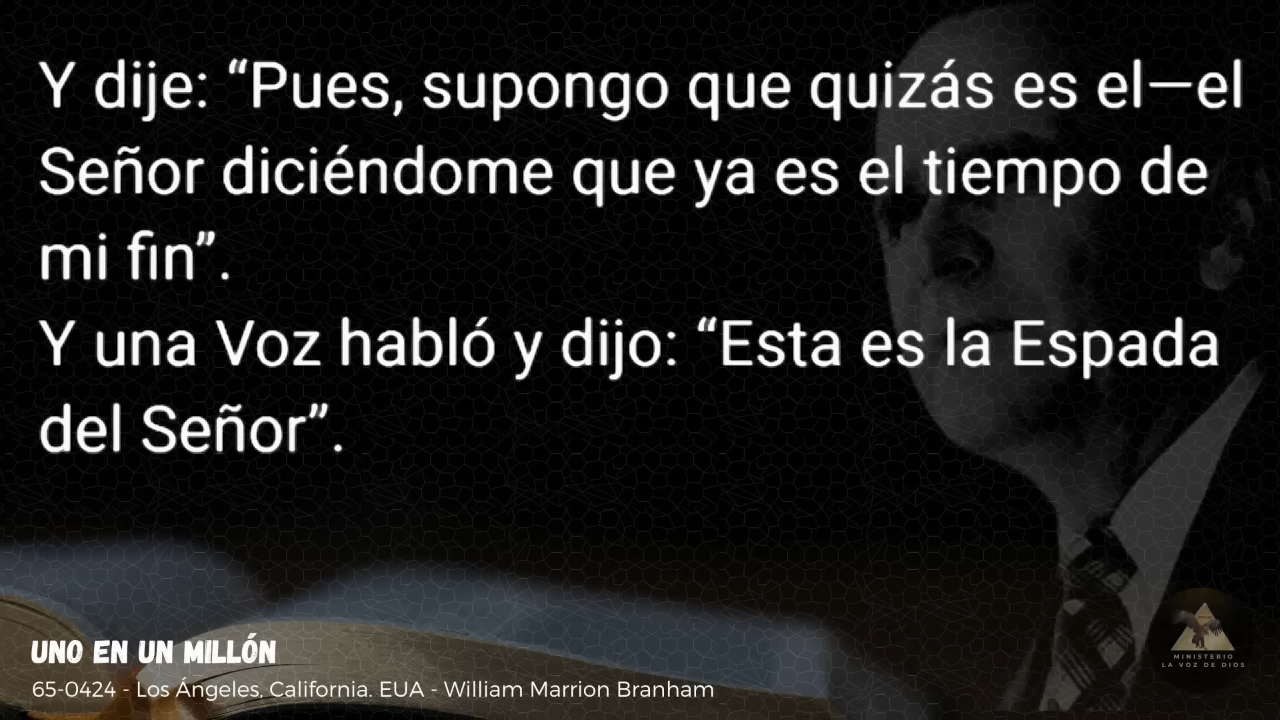 Y dije: “Pues, supongo que quizás es el—el
Señor diciéndome que ya es el tiempo de
mi fin”.
Y una Voz habló y dijo: “Esta es la Espada
del Señor”.
UNO EN UN MILLÓN
65-0424 - Los Ángeles, California. EUA - William Marrion Branham
MINISTERIO
LA VOZ DE DIOS